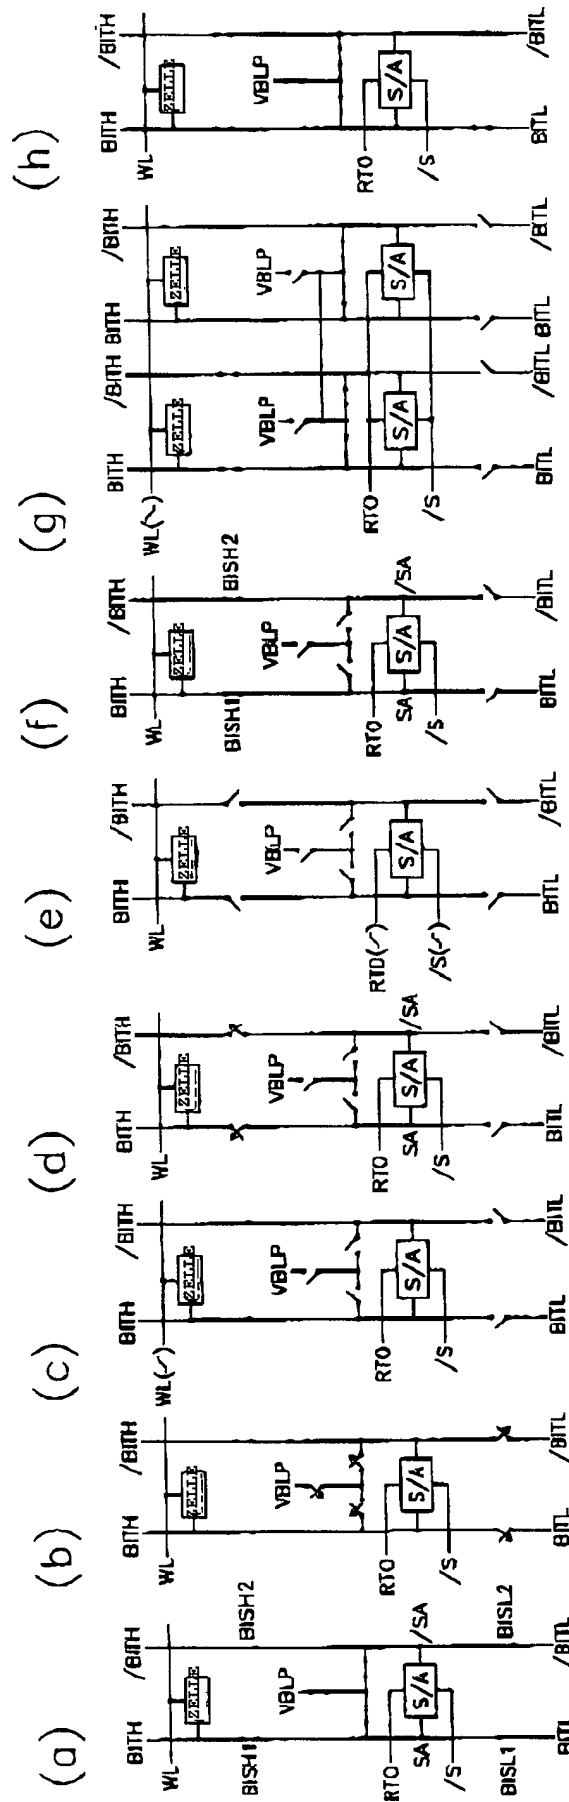 (a)
BITH
/BITH
WL
ZELLE
BISH1
BISH2
VBLP
RTO
S/A
SA
/SA
/S
BISL1
BISL2
BITL
/BITL
(b)
BITH
/BITH
WL
ZELLE
VBLP
RTO
S/A
/S
BITL
/BITL
(c)
BITH
/BITH
WL(⤴)
ZELLE
VBLP
RTO
S/A
/S
BITL
/BITL
(d)
BITH
/BITH
WL
ZELLE
VBLP
RTO
S/A
SA
/SA
/S
BITL
/BITL
(e)
BITH
/BITH
WL
ZELLE
VBLP
RTO(⤴)
S/A
/S(⤴)
BITL
/BITL
(f)
BITH
/BITH
WL
ZELLE
BISH1
BISH2
VBLP
RTO
S/A
SA
/SA
/S
BITL
/BITL
(g)
BITH
/BITH
BITH
/BITH
WL(⤵)
ZELLE
ZELLE
VBLP
VBLP
RTO
S/A
S/A
/S
BITL
/BITL
BITL
/BITL
(h)
BITH
/BITH
WL
ZELLE
VBLP
RTO
S/A
/S
BITL
/BITL